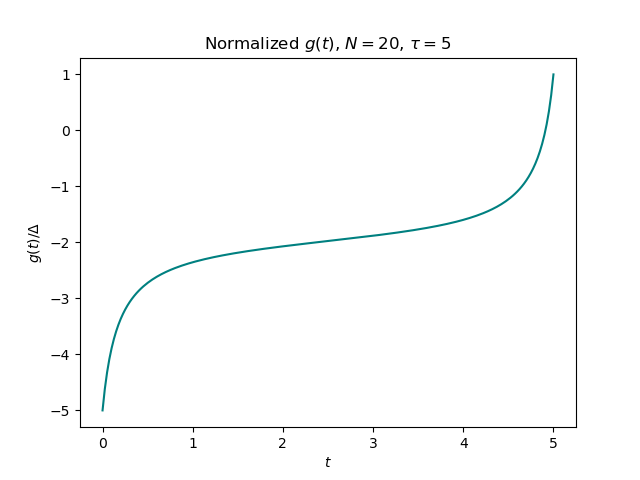 Normalized g(t), N = 20, τ = 5
1
0
−1
−2
−3
−4
−5
g(t)/Δ
0 1 2 3 4 5
t